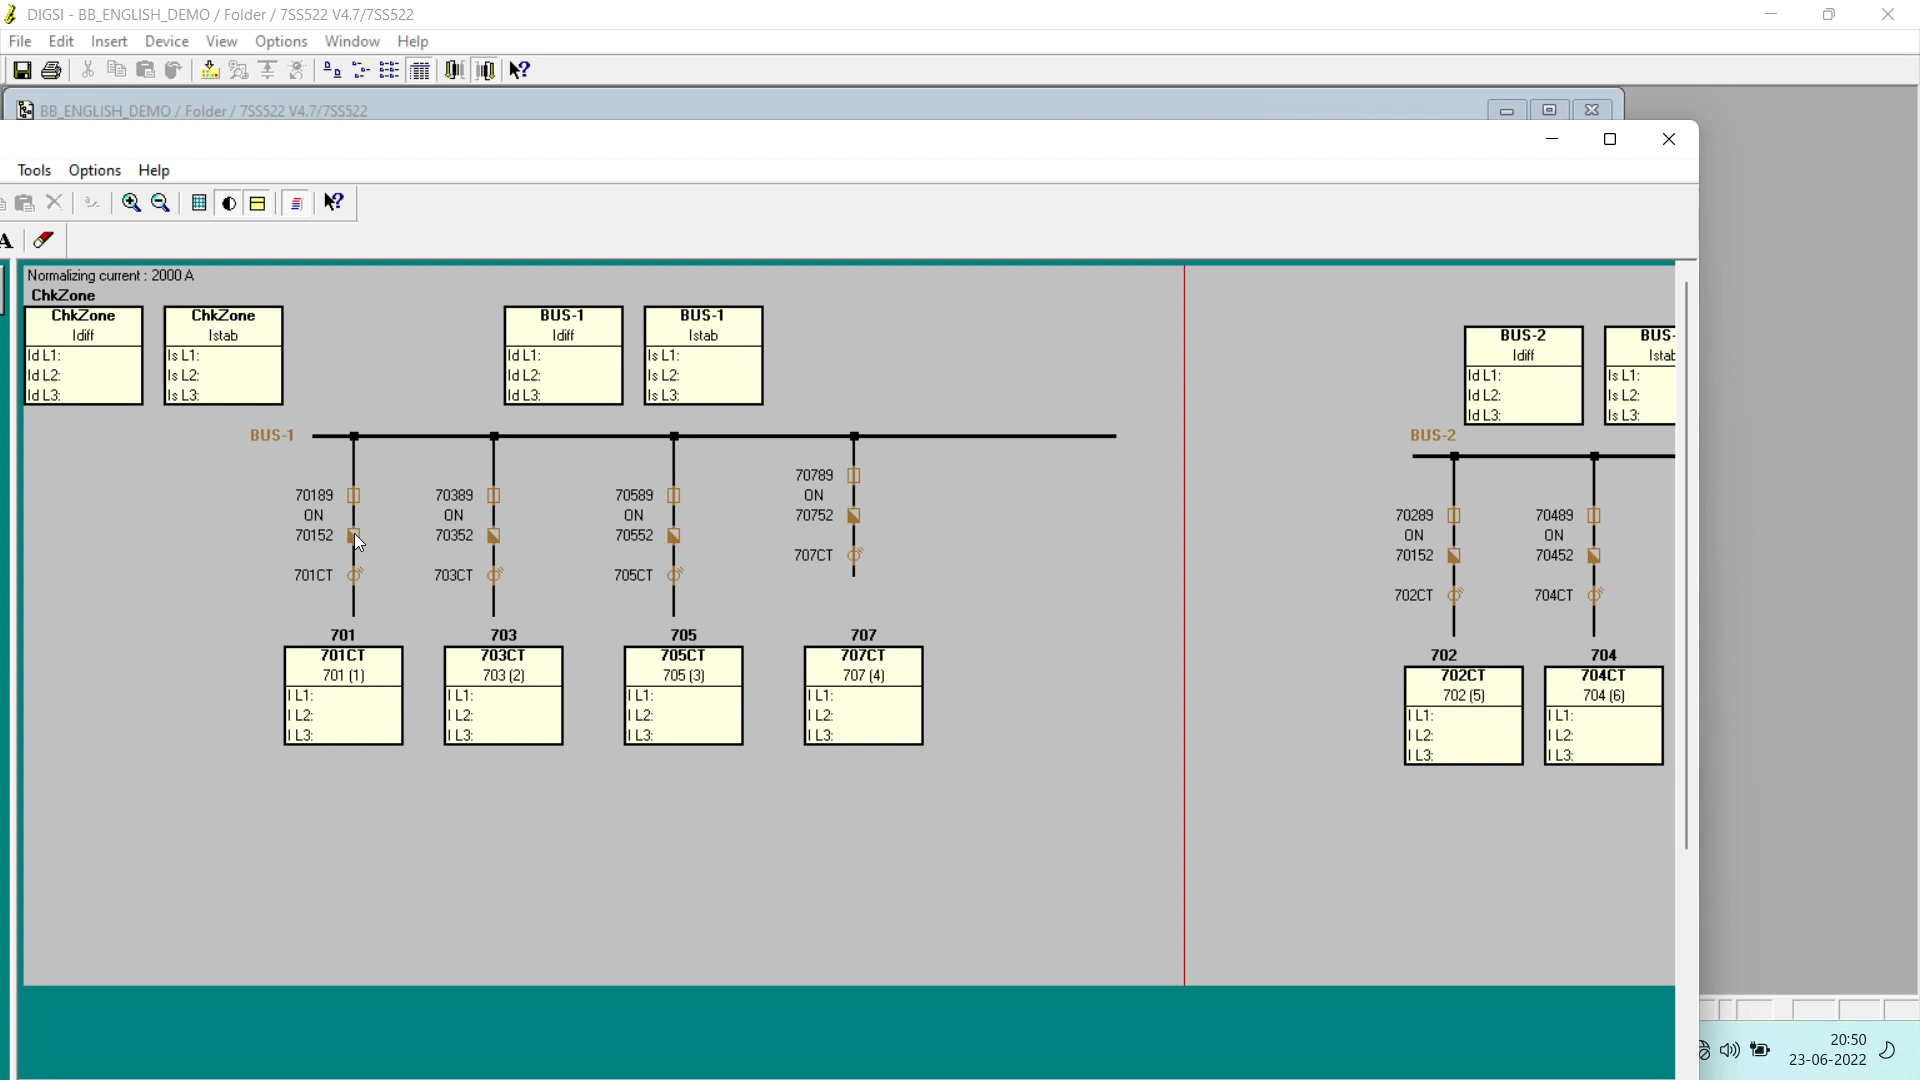 DIGSI - BB_ENGLISH_DEMO / Folder / 7SS522 V4.7/7SS522
File Edit Insert Device View Options Window Help
BB_ENGLISH_DEMO / Folder / 7SS522 V4.7/7SS522
Tools Options Help
A
Normalizing current : 2000 A
ChkZone
ChkZone
Idiff
Id L1:
Id L2:
Id L3:
ChkZone
Istab
Is L1:
Is L2:
Is L3:
BUS-1
Idiff
Id L1:
Id L2:
Id L3:
BUS-1
Istab
Is L1:
Is L2:
Is L3:
BUS-2
Idiff
Id L1:
Id L2:
Id L3:
BUS-
Istab
Is L1:
Is L2:
Is L3:
BUS-1
BUS-2
70189
ON
70152
701CT
70389
ON
70352
703CT
70589
ON
70552
705CT
70789
ON
70752
707CT
70289
ON
70152
702CT
70489
ON
70452
704CT
701
701CT
701 (1)
I L1:
I L2:
I L3:
703
703CT
703 (2)
I L1:
I L2:
I L3:
705
705CT
705 (3)
I L1:
I L2:
I L3:
707
707CT
707 (4)
I L1:
I L2:
I L3:
702
702CT
702 (5)
I L1:
I L2:
I L3:
704
704CT
704 (6)
I L1:
I L2:
I L3:
20:50
23-06-2022